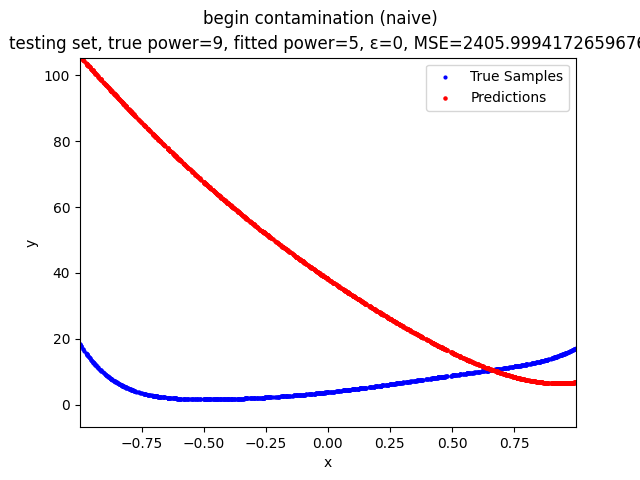 begin contamination (naive)
testing set, true power=9, fitted power=5, ε=0, MSE=2405.999417265967
True Samples
Predictions
100
80
60
40
20
0
y
−0.75 −0.50 −0.25 0.00 0.25 0.50 0.75
x